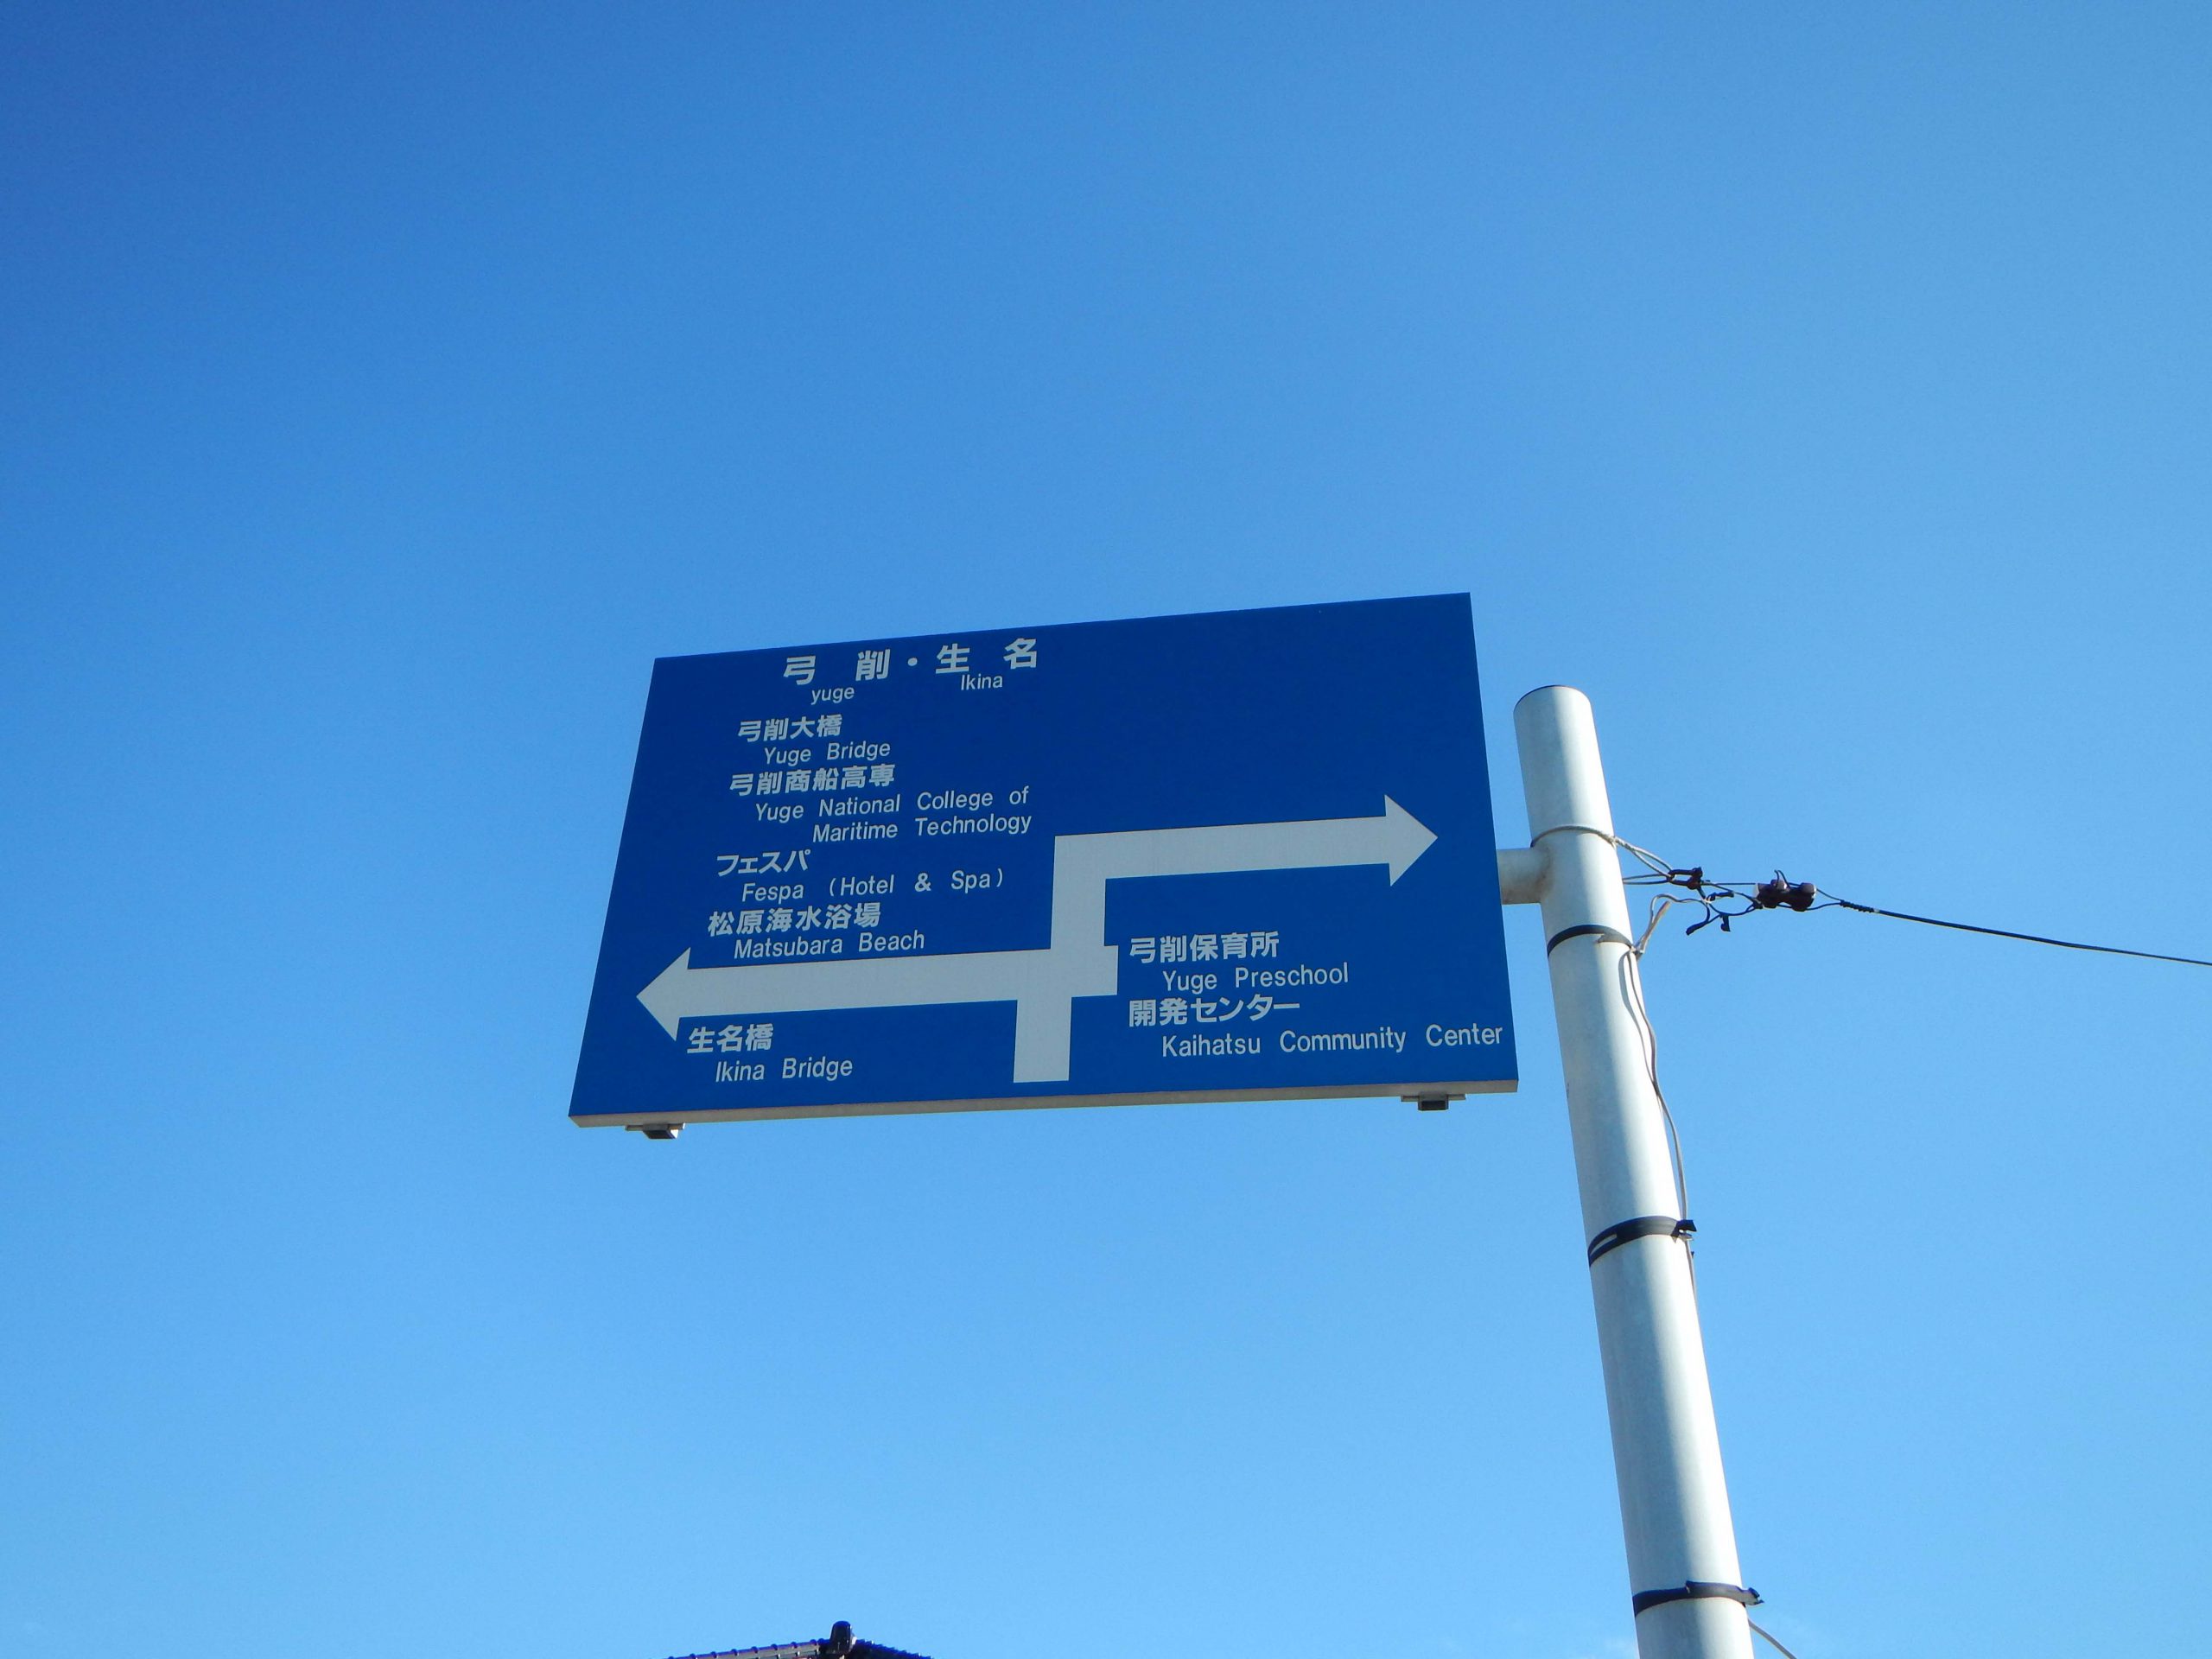 弓削・生名
yuge Ikina
弓削大橋
Yuge Bridge
弓削商船高専
Yuge National College of
Maritime Technology
フェスパ
Fespa (Hotel & Spa)
松原海水浴場
Matsubara Beach
生名橋
Ikina Bridge
弓削保育所
Yuge Preschool
開発センター
Kaihatsu Community Center